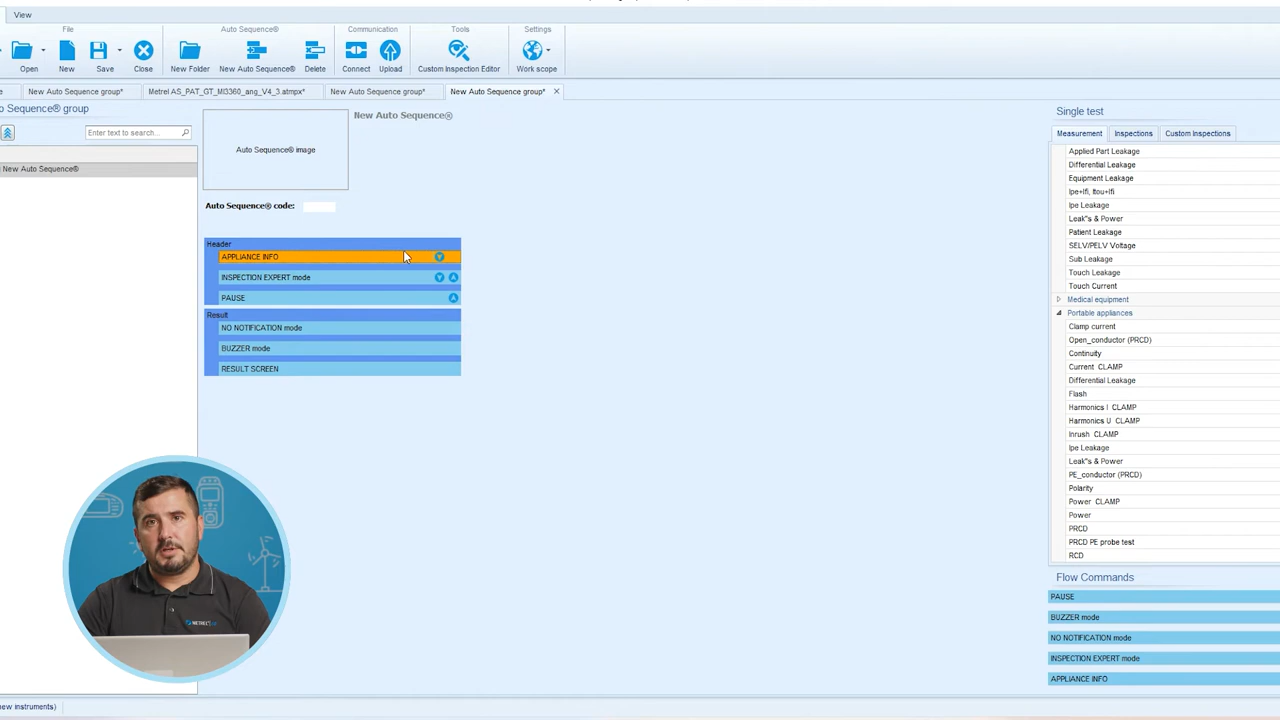 View
File
Auto Sequence®
Communication
Tools
Settings
Open
New
Save
Close
New Folder
New Auto Sequence®
Delete
Connect
Upload
Custom Inspection Editor
Work scope
New Auto Sequence group*
Metrel AS_PAT_GT_MI3360_ang_V4_3.atmpx*
New Auto Sequence group*
New Auto Sequence group*
o Sequence® group
Enter text to search...
New Auto Sequence®
Auto Sequence® image
New Auto Sequence®
Auto Sequence® code:
Header
APPLIANCE INFO
INSPECTION EXPERT mode
PAUSE
Result
NO NOTIFICATION mode
BUZZER mode
RESULT SCREEN
Single test
Measurement
Inspections
Custom Inspections
Applied Part Leakage
Differential Leakage
Equipment Leakage
Ipe+Ifi, Itou+Ifi
Ipe Leakage
Leak"s & Power
Patient Leakage
SELV/PELV Voltage
Sub Leakage
Touch Leakage
Touch Current
Medical equipment
Portable appliances
Clamp current
Open_conductor (PRCD)
Continuity
Current CLAMP
Differential Leakage
Flash
Harmonics I CLAMP
Harmonics U CLAMP
Inrush CLAMP
Ipe Leakage
Leak"s & Power
PE_conductor (PRCD)
Polarity
Power CLAMP
Power
PRCD
PRCD PE probe test
RCD
Flow Commands
PAUSE
BUZZER mode
NO NOTIFICATION mode
INSPECTION EXPERT mode
APPLIANCE INFO
METREL
new instruments)